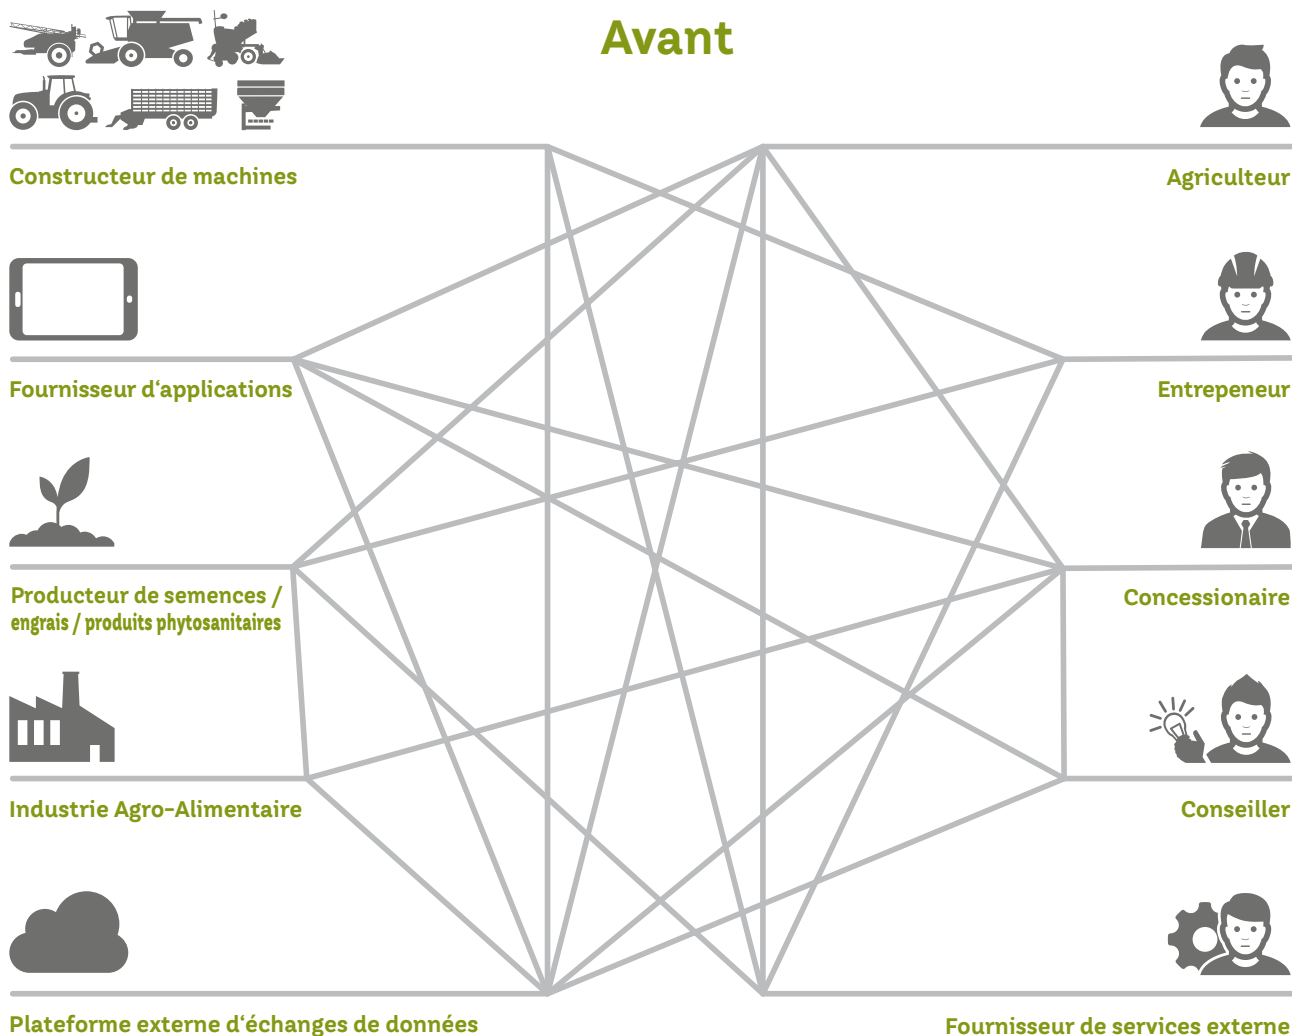 Avant
Constructeur de machines
Agriculteur
Fournisseur d‘applications
Entrepeneur
Producteur de semences /
engrais / produits phytosanitaires
Concessionaire
Industrie Agro-Alimentaire
Conseiller
Plateforme externe d‘échanges de données
Fournisseur de services externe